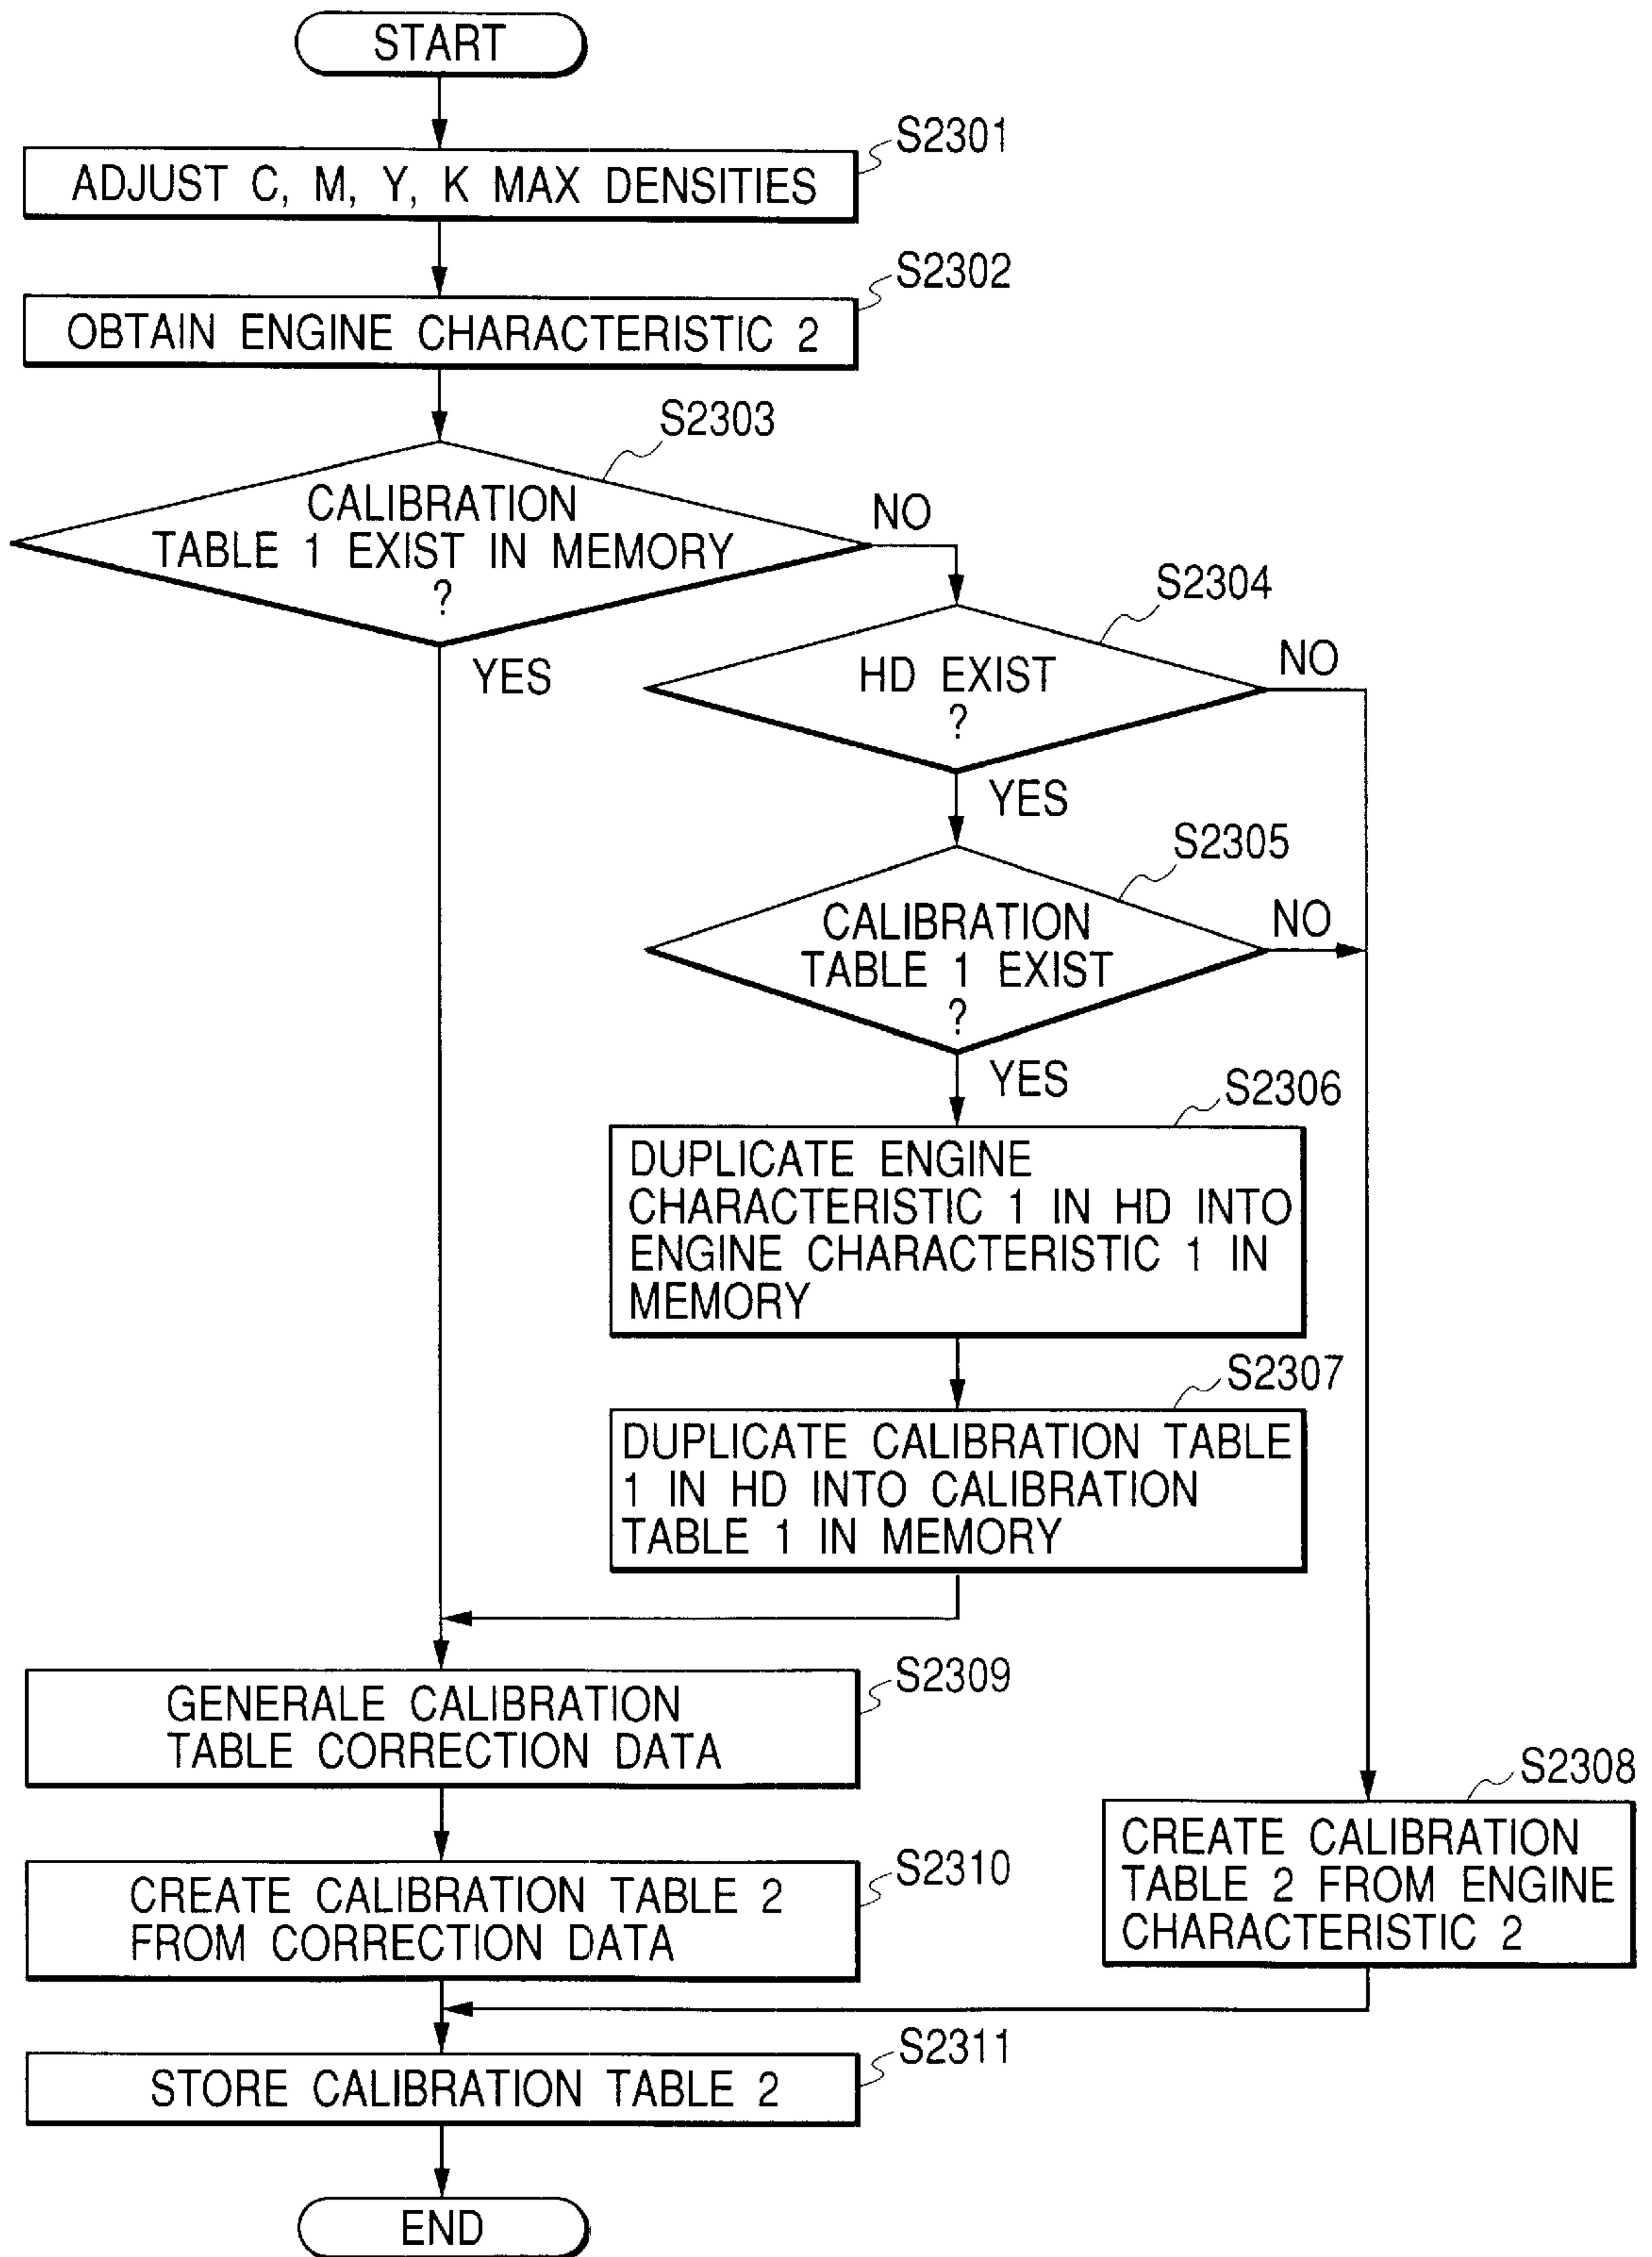 START
S2301
ADJUST C, M, Y, K MAX DENSITIES
S2302
OBTAIN ENGINE CHARACTERISTIC 2
S2303
CALIBRATION
TABLE 1 EXIST IN MEMORY
?
NO
YES
S2304
HD EXIST
?
NO
YES
S2305
CALIBRATION
TABLE 1 EXIST
?
NO
YES
S2306
DUPLICATE ENGINE
CHARACTERISTIC 1 IN HD INTO
ENGINE CHARACTERISTIC 1 IN
MEMORY
S2307
DUPLICATE CALIBRATION TABLE
1 IN HD INTO CALIBRATION
TABLE 1 IN MEMORY
S2309
GENERALE CALIBRATION
TABLE CORRECTION DATA
S2308
CREATE CALIBRATION
TABLE 2 FROM ENGINE
CHARACTERISTIC 2
S2310
CREATE CALIBRATION TABLE 2
FROM CORRECTION DATA
S2311
STORE CALIBRATION TABLE 2
END